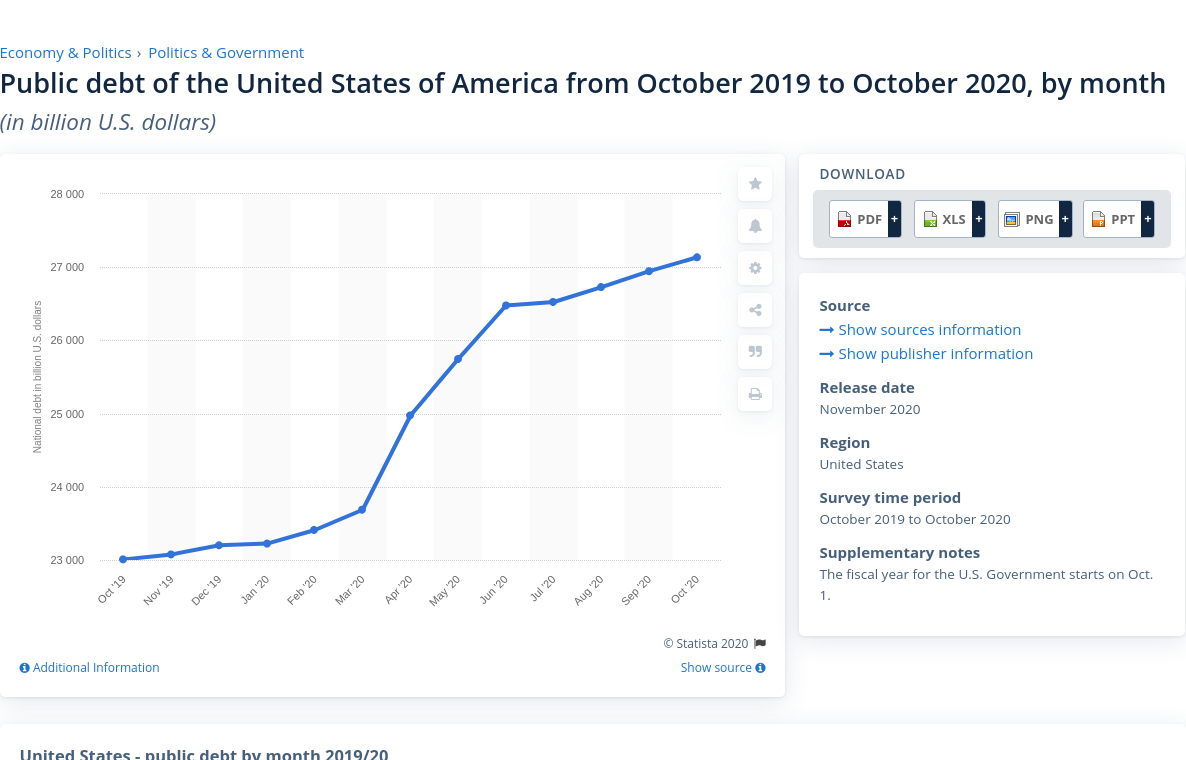 Economy & Politics › Politics & Government
Public debt of the United States of America from October 2019 to October 2020, by month
(in billion U.S. dollars)
National debt in billion U.S. dollars
28 000
27 000
26 000
25 000
24 000
23 000
Oct '19
Nov '19
Dec '19
Jan '20
Feb '20
Mar '20
Apr '20
May '20
Jun '20
Jul '20
Aug '20
Sep '20
Oct '20
© Statista 2020
Additional Information
Show source
DOWNLOAD
PDF + XLS + PNG + PPT +
Source
Show sources information
Show publisher information
Release date
November 2020
Region
United States
Survey time period
October 2019 to October 2020
Supplementary notes
The fiscal year for the U.S. Government starts on Oct.
1.
United States - public debt by month 2019/20